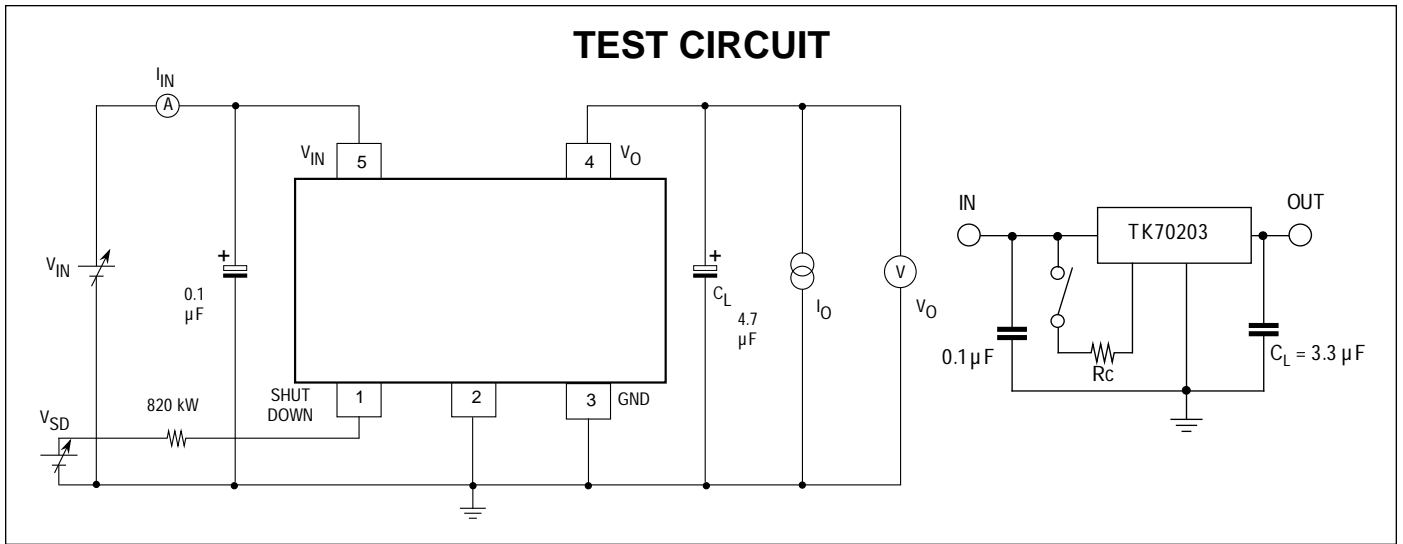 TEST CIRCUIT
IIN
A
VIN
5
4
VO
VIN
+
0.1
µF
+
CL
4.7
µF
IO
V
VO
SHUT
DOWN
1
2
3
GND
820 kW
VSD
IN
OUT
TK70203
0.1 µF
Rc
CL = 3.3 µF